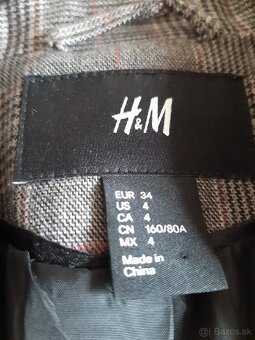 H&M
EUR 34
US 4
CA 4
CN 160/80A
MX 4
Made in
China
Bazos.sk